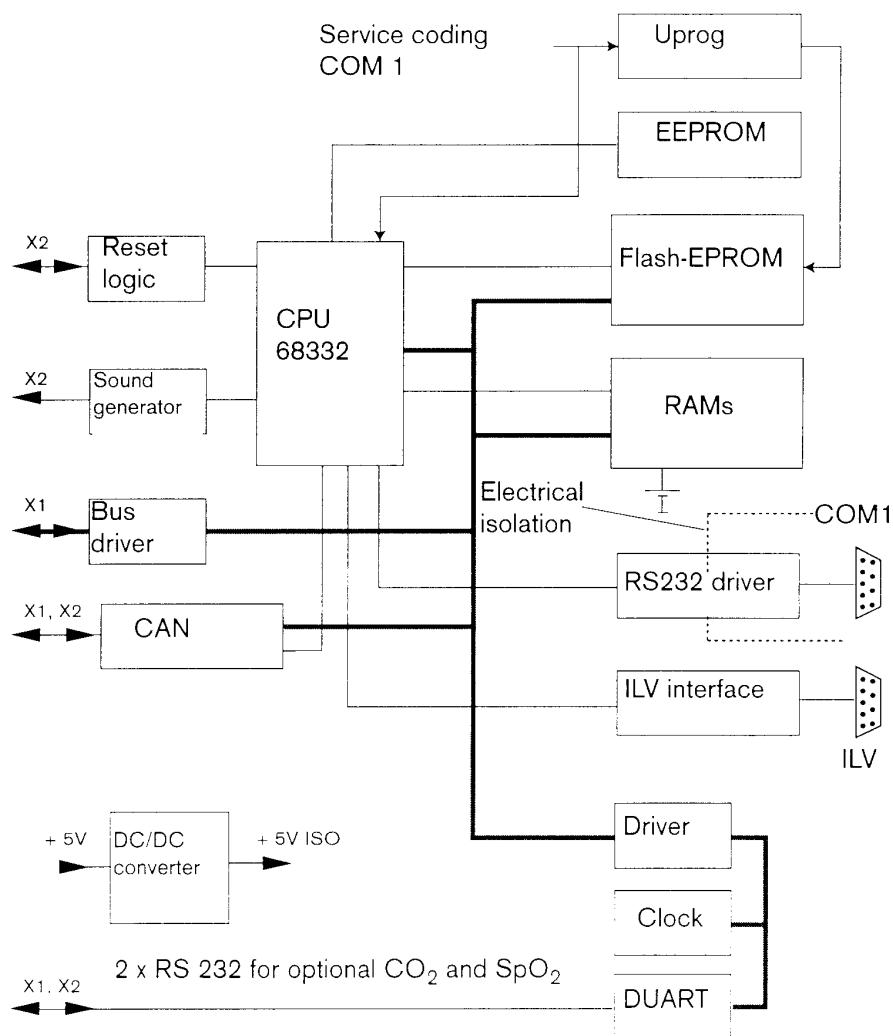 Service coding
COM 1
Uprog
EEPROM
X2
Reset
logic
Flash-EPROM
CPU
68332
X2
Sound
generator
RAMs
Electrical
isolation
X1
Bus
driver
COM1
RS232 driver
X1, X2
CAN
ILV interface
ILV
+ 5V
DC/DC
converter
+ 5V ISO
Driver
Clock
2 x RS 232 for optional CO₂ and SpO₂
X1, X2
DUART